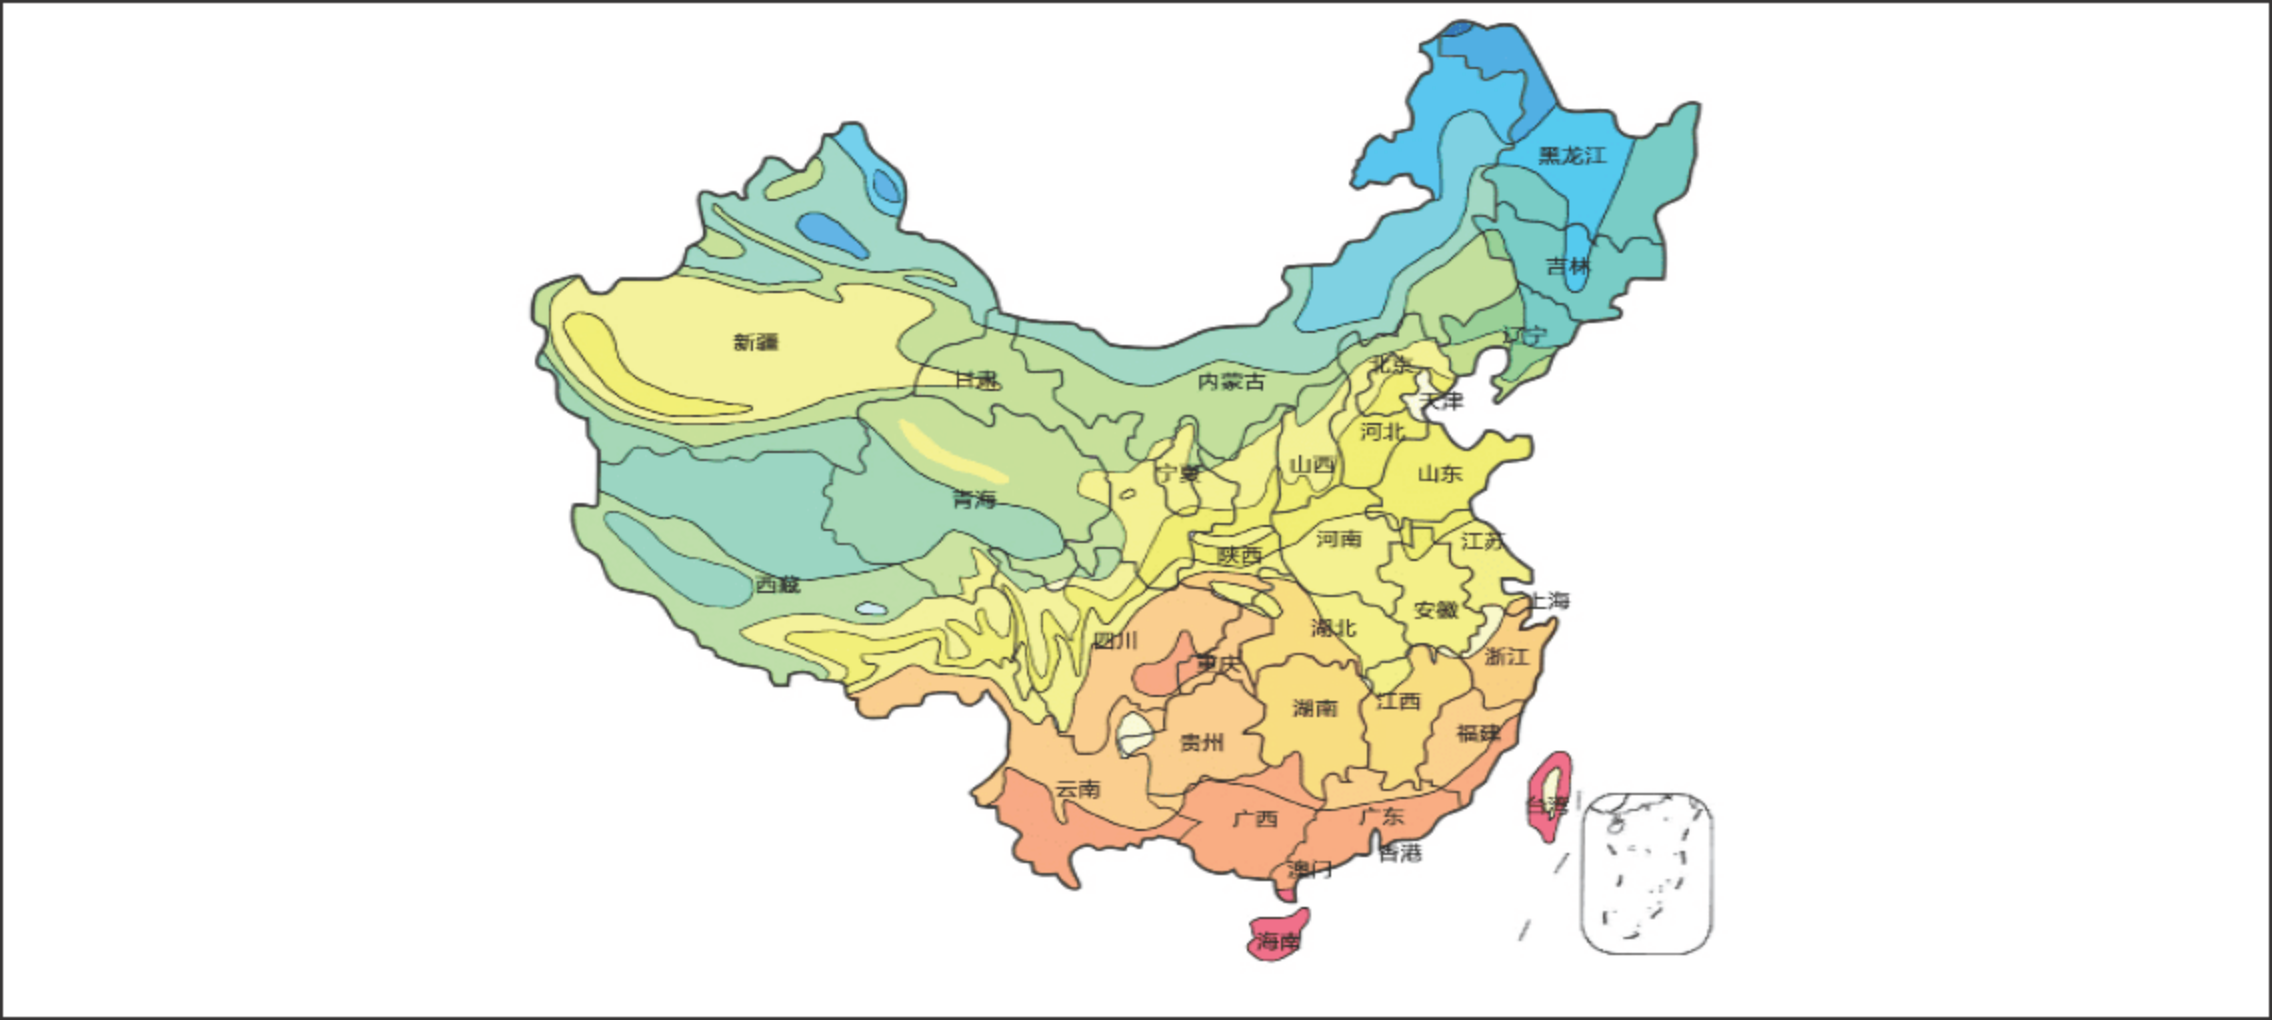 黑龙江
吉林
辽宁
新疆
甘肃
内蒙古
北京
天津
河北
山西
山东
宁夏
青海
陕西
河南
江苏
西藏
上海
安徽
湖北
四川
重庆
浙江
湖南
江西
贵州
福建
云南
台湾
广西
广东
香港
澳门
海南